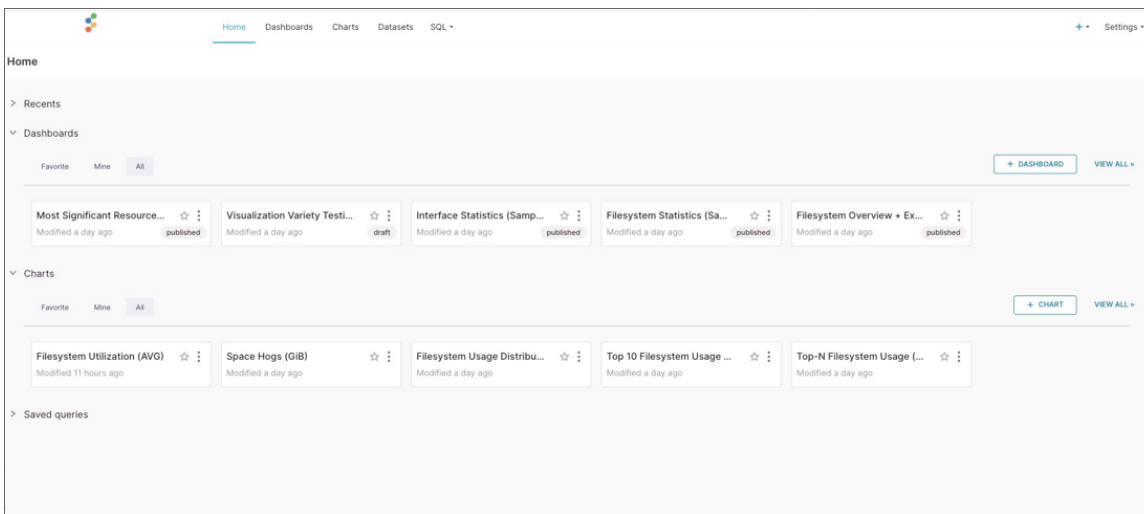 Home Dashboards Charts Datasets SQL
+ Settings
Home
Recents
Dashboards
Favorite Mine All
+ DASHBOARD VIEW ALL »
Most Significant Resource... Visualization Variety Testi... Interface Statistics (Samp... Filesystem Statistics (Sa... Filesystem Overview + Ex...
Modified a day ago published Modified a day ago draft Modified a day ago published Modified a day ago published Modified a day ago published
Charts
Favorite Mine All
+ CHART VIEW ALL »
Filesystem Utilization (AVG) Space Hogs (GiB) Filesystem Usage Distribu... Top 10 Filesystem Usage ... Top-N Filesystem Usage (...
Modified 11 hours ago Modified a day ago Modified a day ago Modified a day ago Modified a day ago
Saved queries